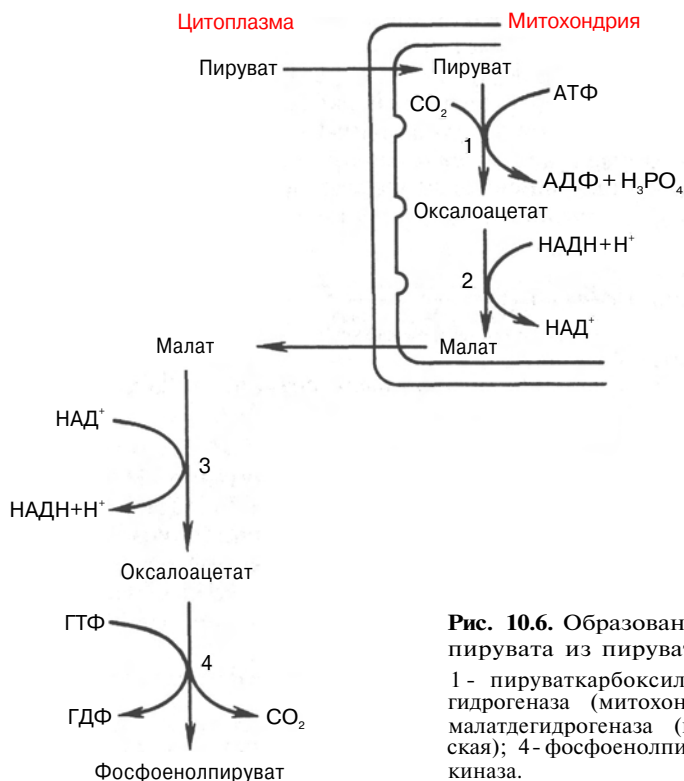 Цитоплазма
Митохондрия
Пируват
Пируват
CO₂
АТФ
1
АДФ + H₃PO₄
Оксалоацетат
НАДН+Н⁺
2
НАД⁺
Малат
Малат
НАД⁺
3
НАДН+Н⁺
Оксалоацетат
ГТФ
4
ГДФ
CO₂
Фосфоенолпируват
Рис. 10.6. Образован
пирувата из пируват
1 - пируваткарбоксил
гидрогеназа (митохон
малатдегидрогеназа (
ская); 4- фосфоенолпи
киназа.